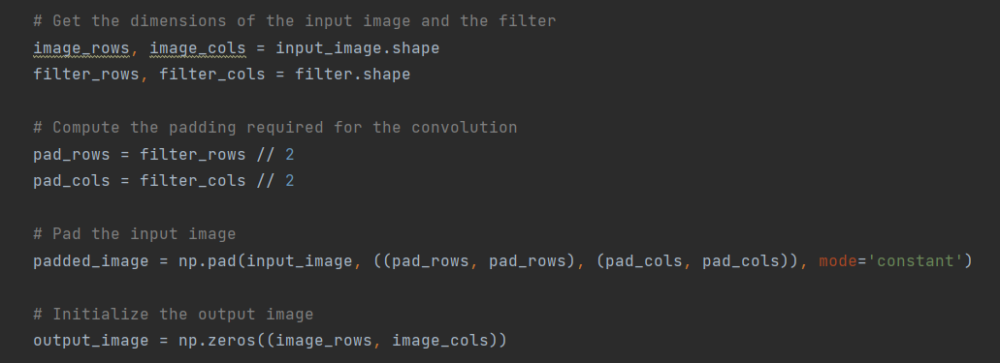 # Get the dimensions of the input image and the filter
image_rows, image_cols = input_image.shape
filter_rows, filter_cols = filter.shape
# Compute the padding required for the convolution
pad_rows = filter_rows // 2
pad_cols = filter_cols // 2
# Pad the input image
padded_image = np.pad(input_image, ((pad_rows, pad_rows), (pad_cols, pad_cols)), mode='constant')
# Initialize the output image
output_image = np.zeros((image_rows, image_cols))